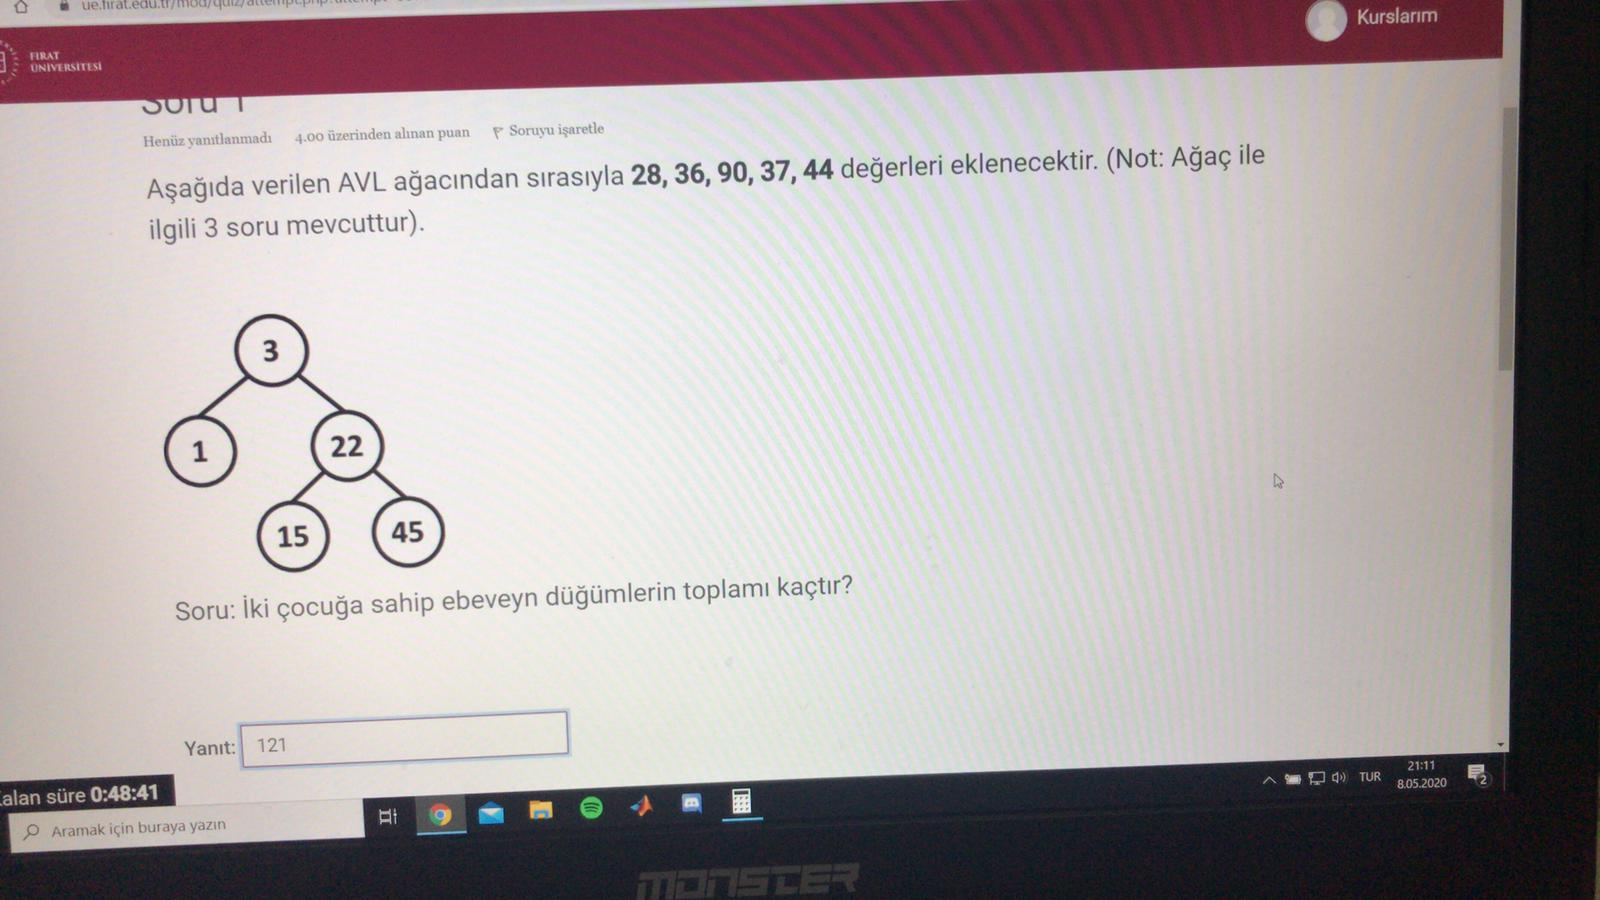 ue.firat.edu.tr/mod/quiz/attempt.php?attempt
Kurslarım
FIRAT
ÜNİVERSİTESİ
Soru 1
Henüz yanıtlanmadı 4.00 üzerinden alınan puan Soruyu işaretle
Aşağıda verilen AVL ağacından sırasıyla 28, 36, 90, 37, 44 değerleri eklenecektir. (Not: Ağaç ile
ilgili 3 soru mevcuttur).
3
1
22
15
45
Soru: İki çocuğa sahip ebeveyn düğümlerin toplamı kaçtır?
Yanıt: 121
alan süre 0:48:41
Aramak için buraya yazın
TUR
21:11
8.05.2020
2
MONSTER